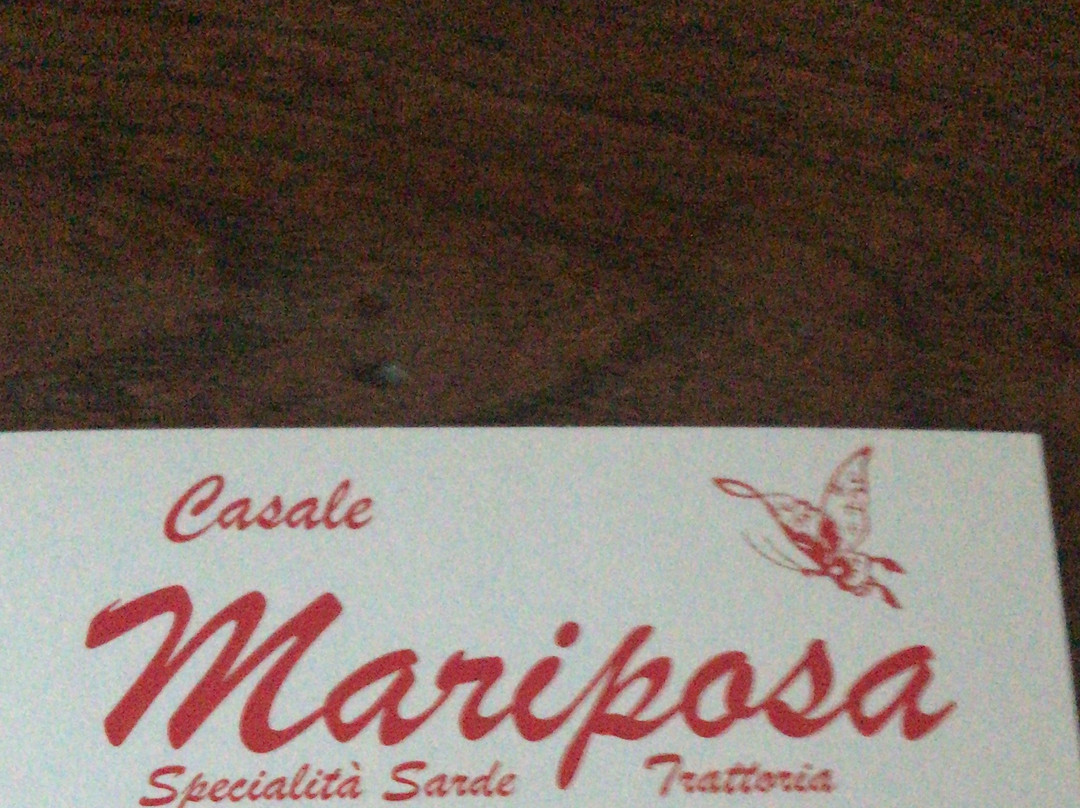 Casale
Mariposa
Specialità Sarde Trattoria